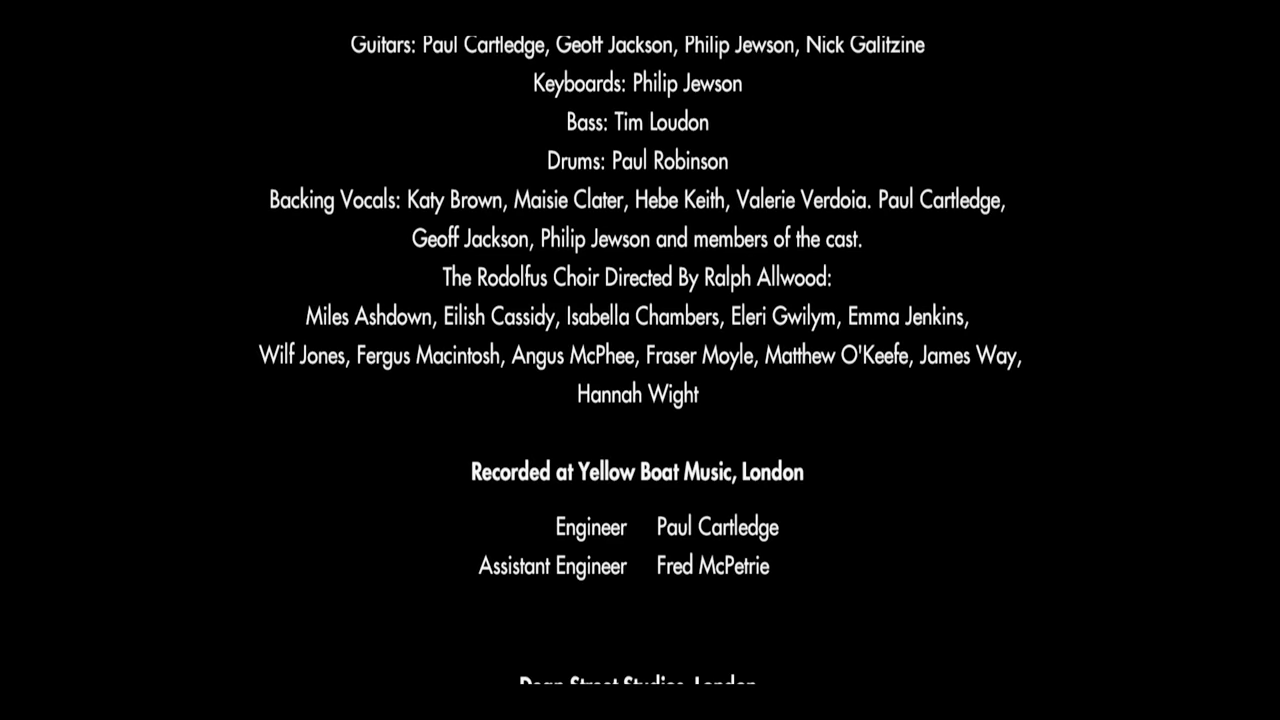 Guitars: Paul Cartledge, Geoff Jackson, Philip Jewson, Nick Galitzine
Keyboards: Philip Jewson
Bass: Tim Loudon
Drums: Paul Robinson
Backing Vocals: Katy Brown, Maisie Clater, Hebe Keith, Valerie Verdoia. Paul Cartledge,
Geoff Jackson, Philip Jewson and members of the cast.
The Rodolfus Choir Directed By Ralph Allwood:
Miles Ashdown, Eilish Cassidy, Isabella Chambers, Eleri Gwilym, Emma Jenkins,
Wilf Jones, Fergus Macintosh, Angus McPhee, Fraser Moyle, Matthew O'Keefe, James Way,
Hannah Wight
Recorded at Yellow Boat Music, London
Engineer Paul Cartledge
Assistant Engineer Fred McPetrie
Dean Street Studios, London